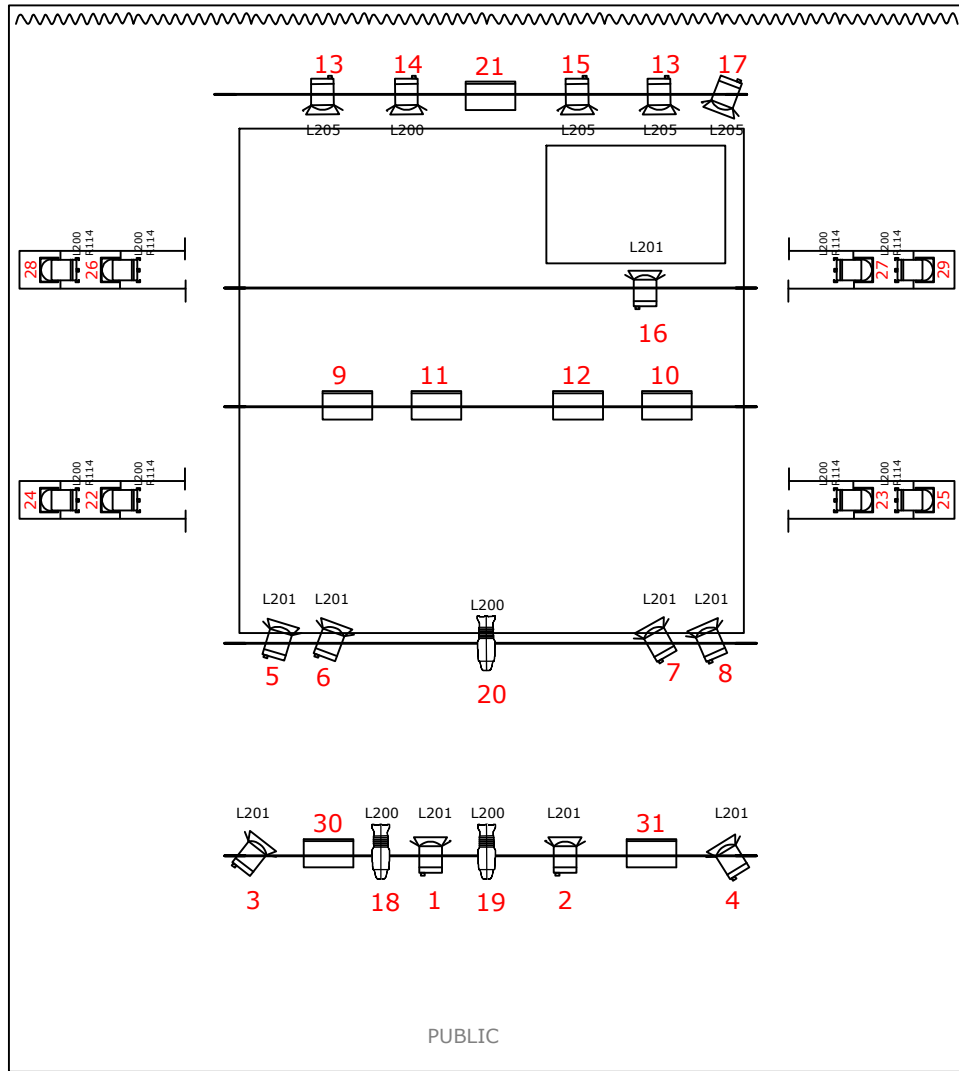 13 14 21 15 13 17
L205 L200 L205 L205 L205
L201
16
28 L200 R114 26 L200 R114
L200 R114 27 L200 R114 29
9 11 12 10
24 L200 R114 22 L200 R114
L200 R114 23 L200 R114 25
L201 L201 L200 L201 L201
5 6 20 7 8
L201 30 L200 L201 L200 L201 31 L201
3 18 1 19 2 4
PUBLIC